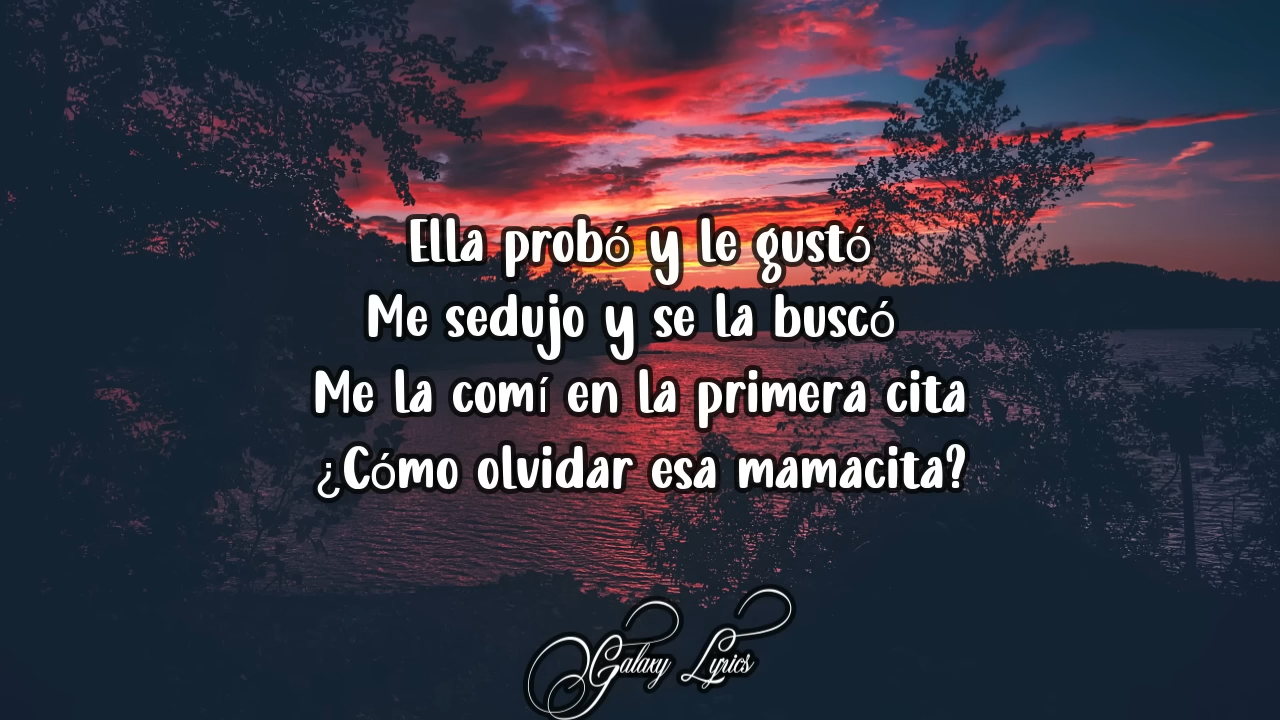 Ella probó y le gustó
Me sedujo y se la buscó
Me la comí en la primera cita
¿Cómo olvidar esa mamacita?
Galaxy Lyrics